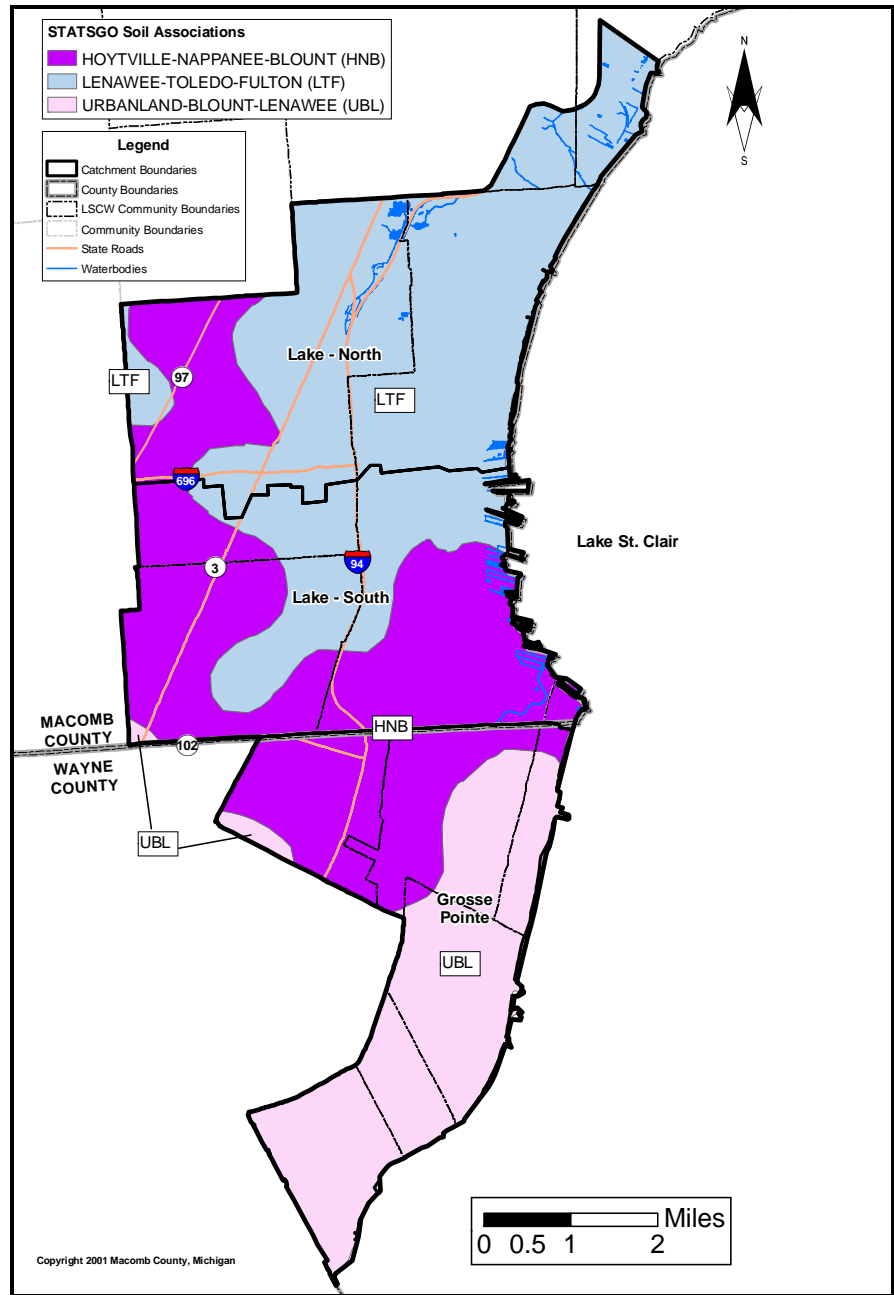 STATSGO Soil Associations
HOYTVILLE-NAPPANEE-BLOUNT (HNB)
LENAWEE-TOLEDO-FULTON (LTF)
URBANLAND-BLOUNT-LENAWEE (UBL)
Legend
Catchment Boundaries
County Boundaries
LSCW Community Boundaries
Community Boundaries
State Roads
Waterbodies
N
S
Lake - North
LTF
97
LTF
696
Lake St. Clair
3
94
Lake - South
MACOMB
COUNTY
HNB
102
WAYNE
COUNTY
UBL
Grosse
Pointe
UBL
Miles
0 0.5 1 2
Copyright 2001 Macomb County, Michigan